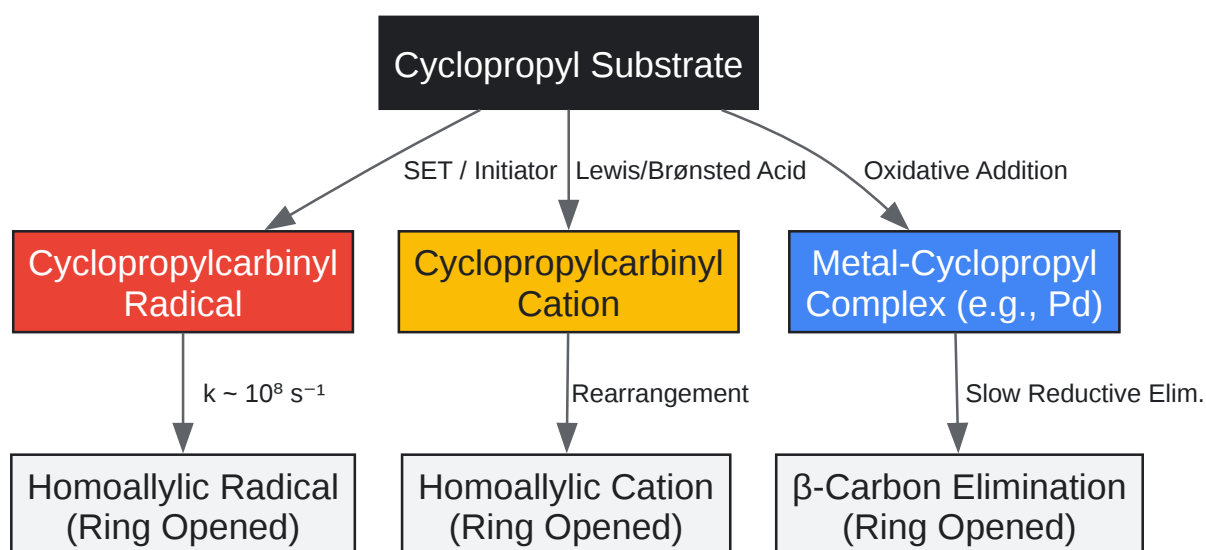 Cyclopropyl Substrate
SET / Initiator
Lewis/Brønsted Acid
Oxidative Addition
Cyclopropylcarbinyl
Radical
Cyclopropylcarbinyl
Cation
Metal-Cyclopropyl
Complex (e.g., Pd)
k ~ 10⁸ s⁻¹
Rearrangement
Slow Reductive Elim.
Homoallylic Radical
(Ring Opened)
Homoallylic Cation
(Ring Opened)
β-Carbon Elimination
(Ring Opened)